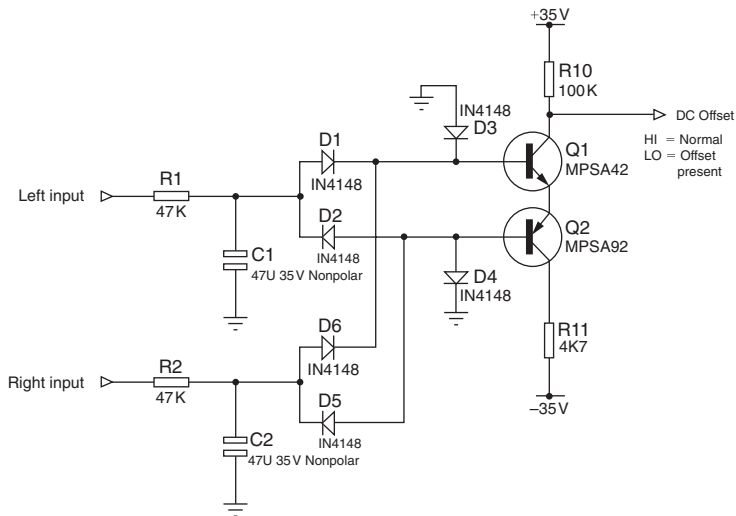 +35V
R10
100K
DC Offset
HI = Normal
LO = Offset
present
IN4148
D3
Q1
MPSA42
D1
IN4148
Left input
R1
47K
D2
IN4148
Q2
MPSA92
C1
47U 35V Nonpolar
D4
IN4148
D6
IN4148
R11
4K7
Right input
R2
47K
D5
IN4148
–35V
C2
47U 35V Nonpolar